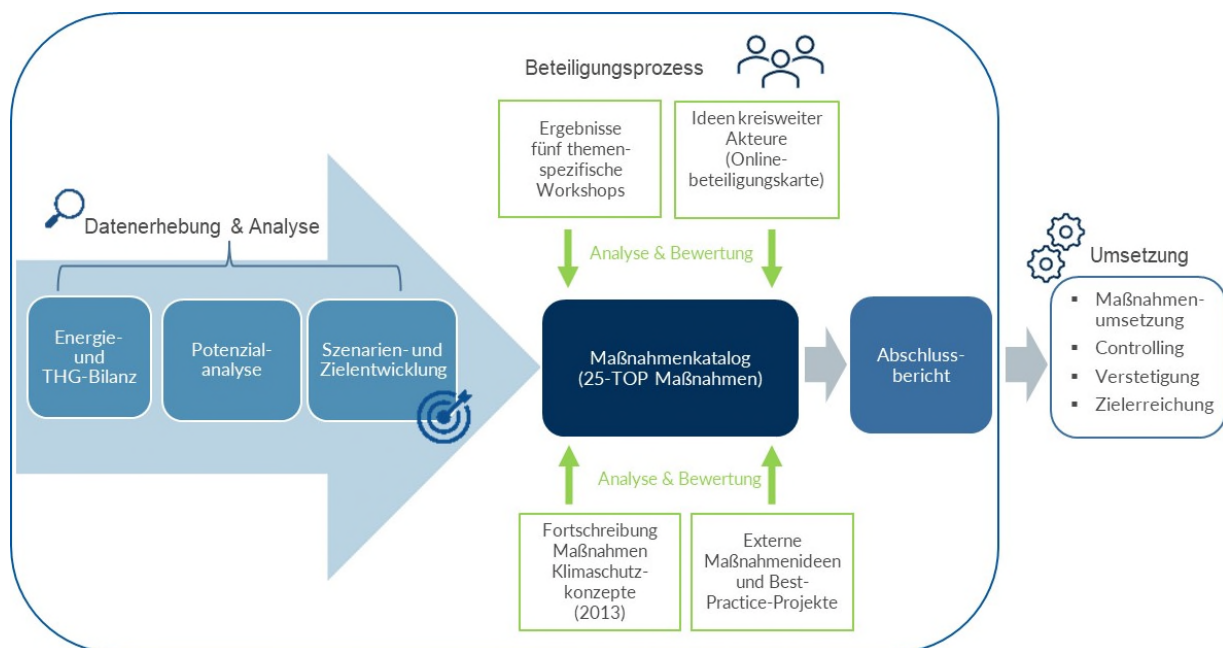 Beteiligungsprozess
Ergebnisse
fünf themen-
spezifische
Workshops
Ideen kreisweiter
Akteure
(Online-
beteiligungskarte)
Datenerhebung & Analyse
Analyse & Bewertung
Energie-
und
THG-Bilanz
Potenzial-
analyse
Szenarien- und
Zielentwicklung
Maßnahmenkatalog
(25-TOP Maßnahmen)
Abschluss-
bericht
Umsetzung
▪ Maßnahmen-
umsetzung
▪ Controlling
▪ Verstetigung
▪ Zielerreichung
Analyse & Bewertung
Fortschreibung
Maßnahmen
Klimaschutz-
konzepte
(2013)
Externe
Maßnahmenideen
und Best-
Practice-Projekte